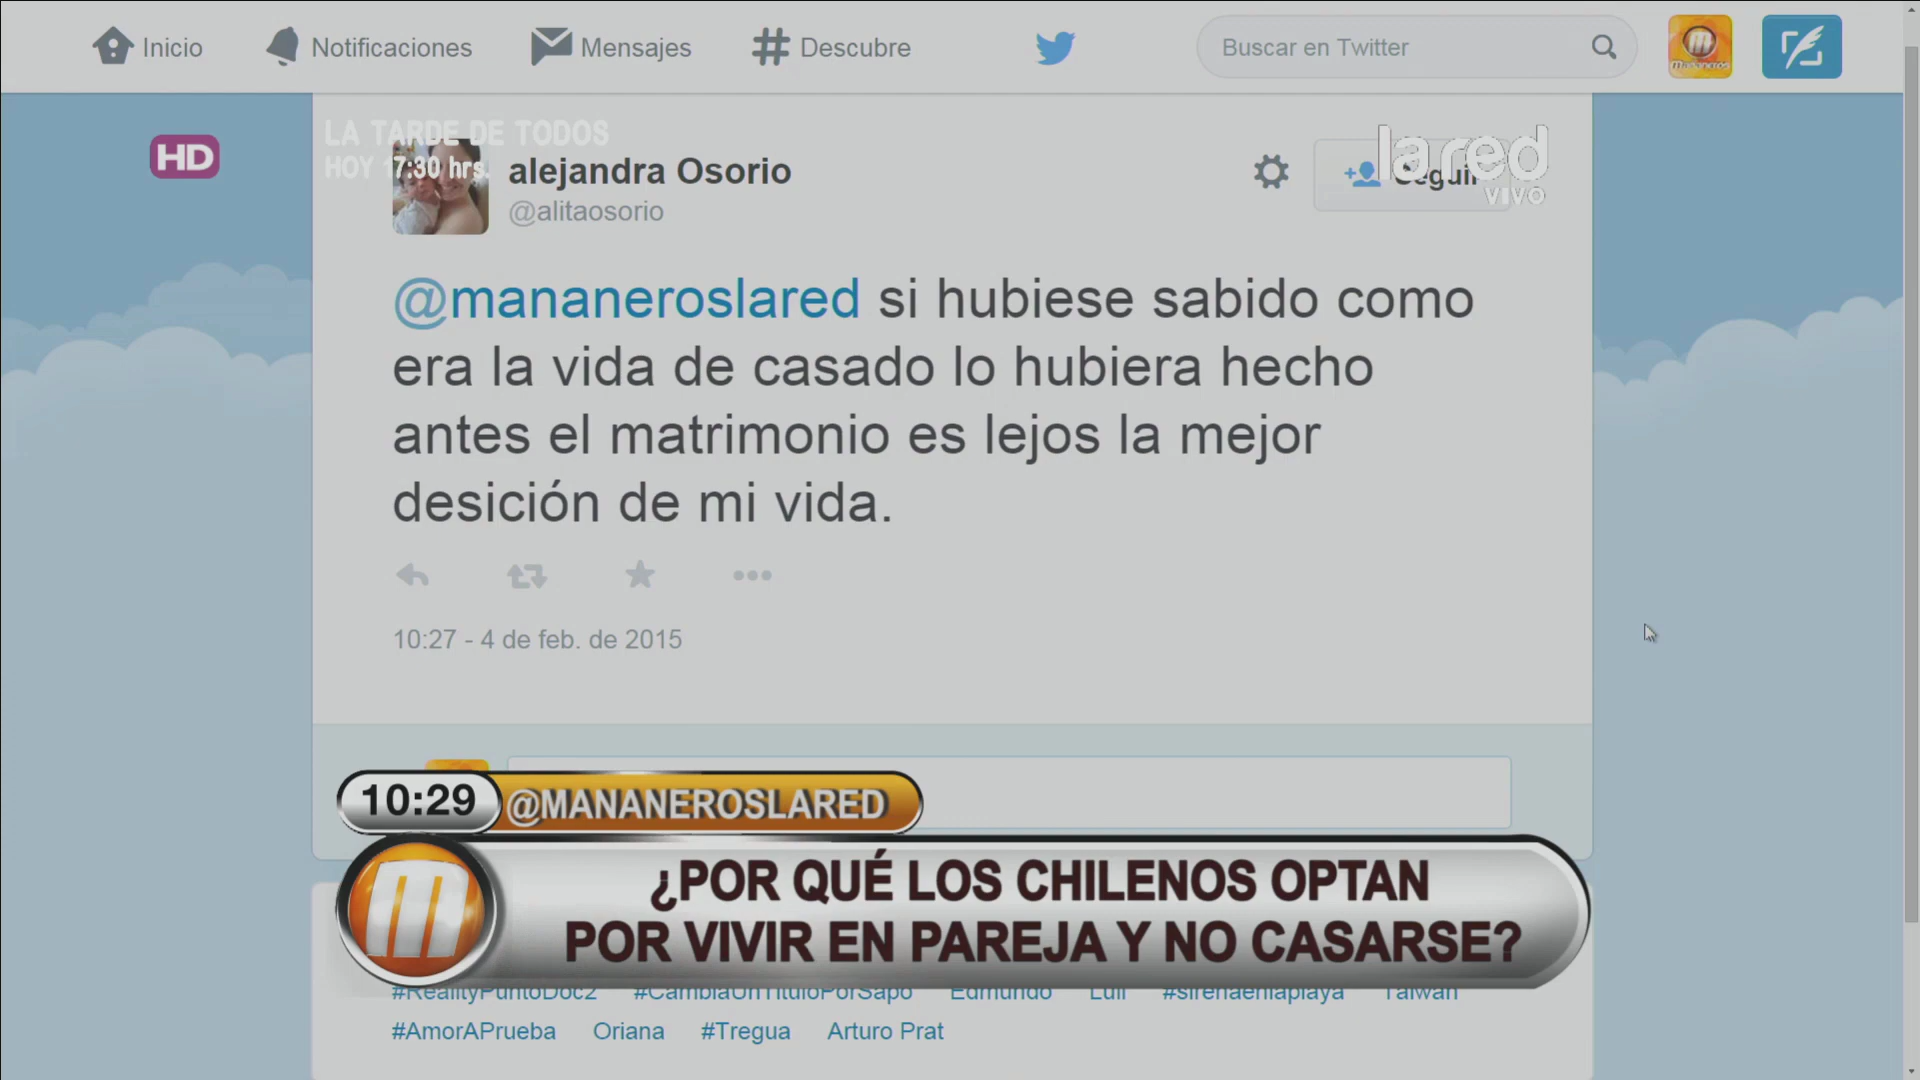 Inicio
Notificaciones
Mensajes
Descubre
Buscar en Twitter
Mañaneros
HD
LA TARDE DE TODOS
HOY 17:30 hrs.
alejandra Osorio
@alitaosorio
Seguir
la red
VIVO
@mananeroslared si hubiese sabido como
era la vida de casado lo hubiera hecho
antes el matrimonio es lejos la mejor
desición de mi vida.
10:27 - 4 de feb. de 2015
10:29 @MANANEROSLARED
m
¿POR QUÉ LOS CHILENOS OPTAN
POR VIVIR EN PAREJA Y NO CASARSE?
#RealityPuntoDoc2 #CambiaUnTituloPorSapo Edmundo Luli #sirenaenlaplaya Taiwán
#AmorAPrueba Oriana #Tregua Arturo Prat